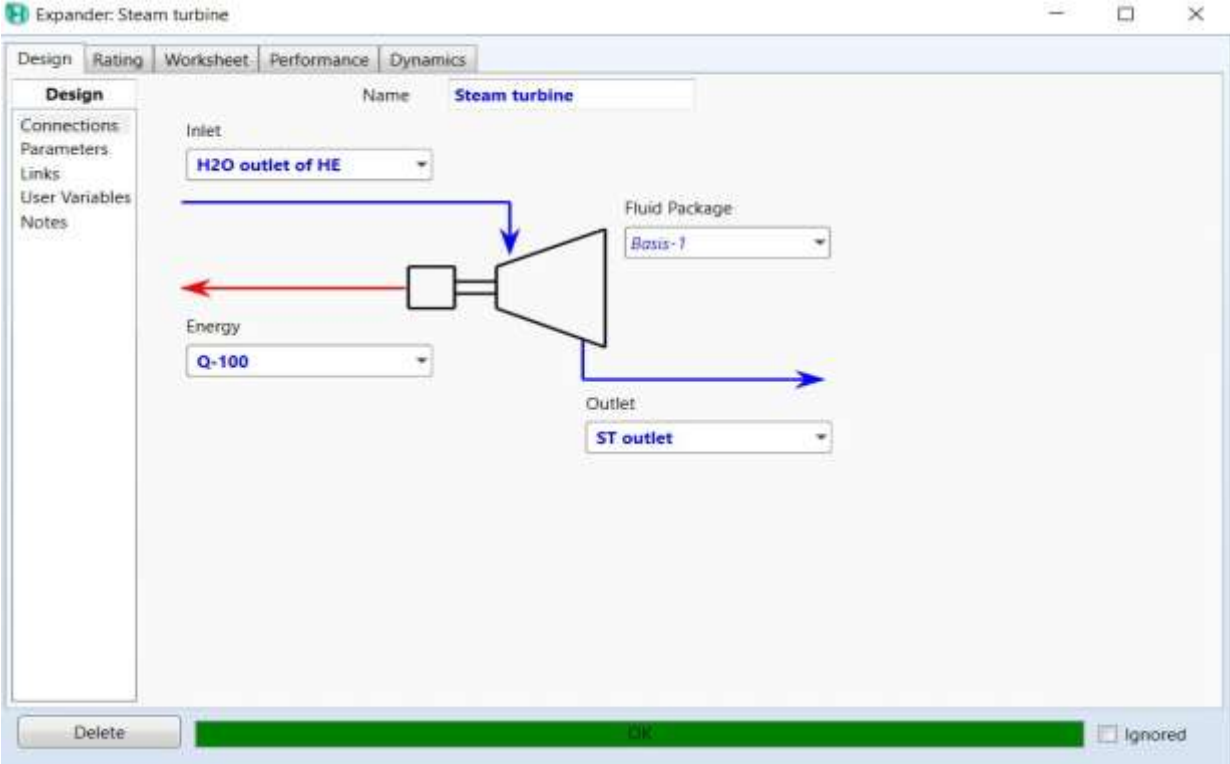 Expander: Steam turbine
Design Rating Worksheet Performance Dynamics
Design
Connections
Parameters
Links
User Variables
Notes
Name Steam turbine
Inlet
H2O outlet of HE
Fluid Package
Basis-1
Energy
Q-100
Outlet
ST outlet
Delete
OK
Ignored